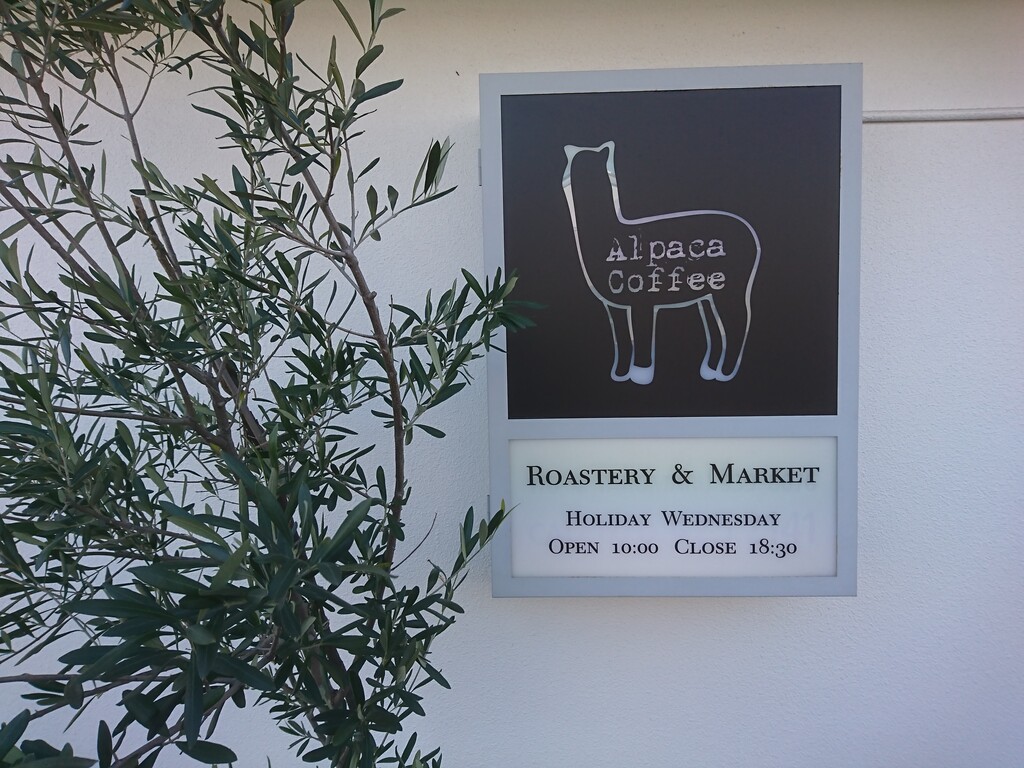 Alpaca
Coffee
ROASTERY & MARKET
HOLIDAY WEDNESDAY
OPEN 10:00 CLOSE 18:30